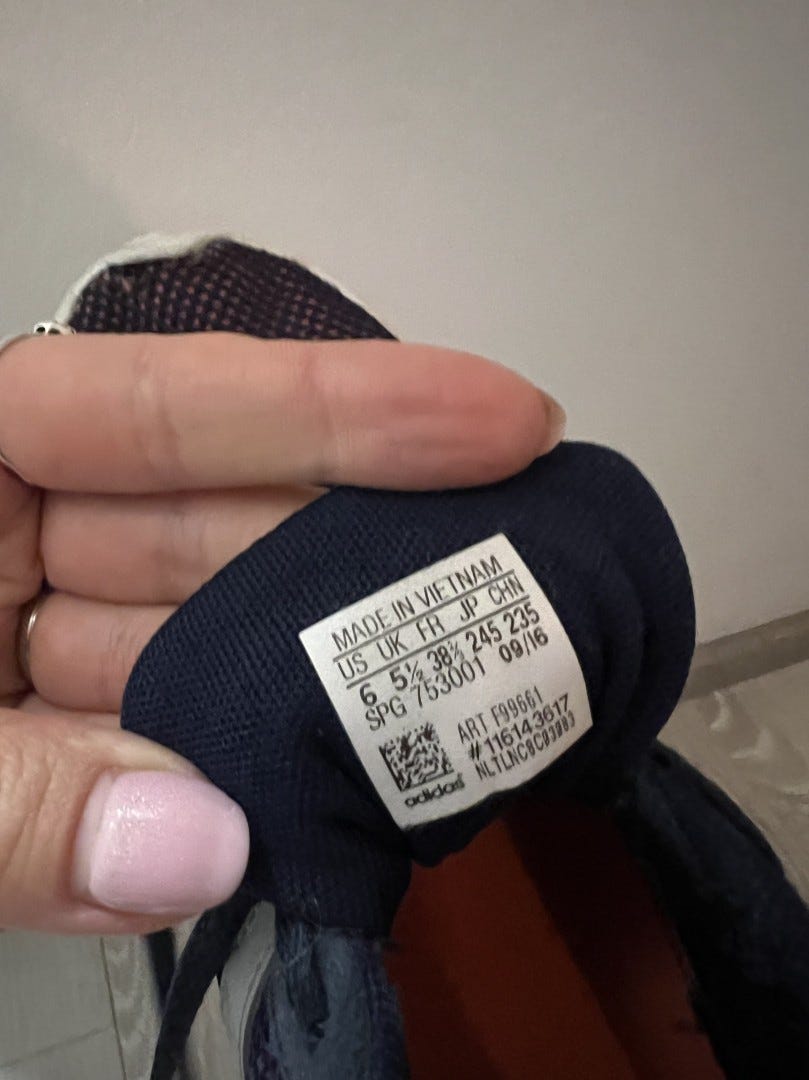 MADE IN VIETNAM
US UK FR JP CHN
6 5½ 38⅔ 245 235
SPG 753001 09/16
ART F99661
# 116143617
adidas